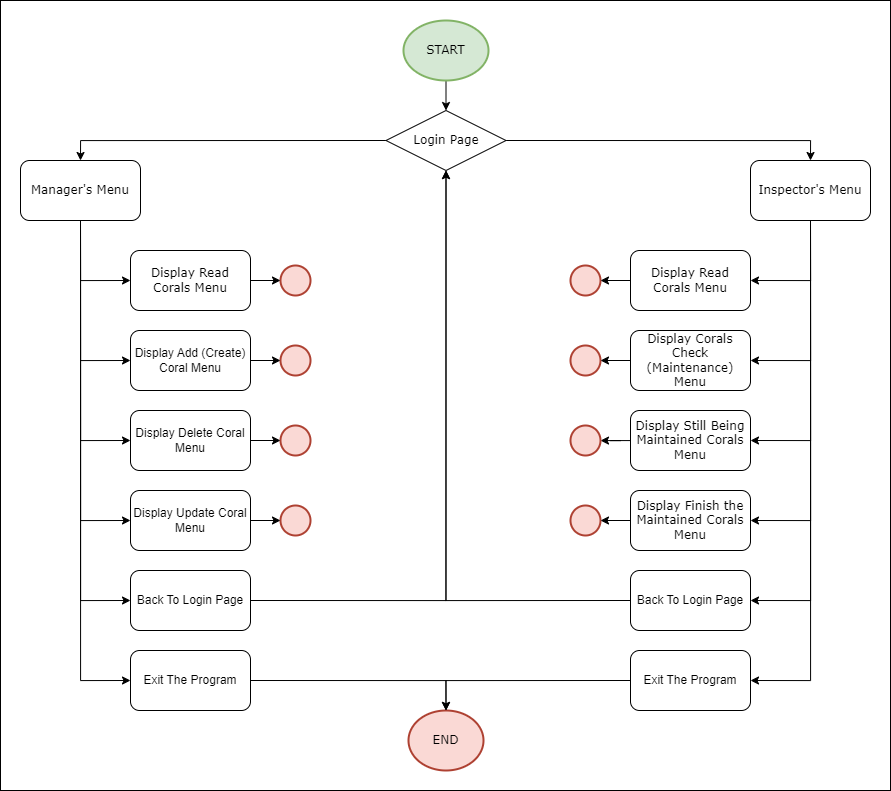 START
Login Page
Manager's Menu
Inspector's Menu
Display Read
Corals Menu
Display Read
Corals Menu
Display Add (Create)
Coral Menu
Display Corals
Check
(Maintenance)
Menu
Display Delete Coral
Menu
Display Still Being
Maintained Corals
Menu
Display Update Coral
Menu
Display Finish the
Maintained Corals
Menu
Back To Login Page
Back To Login Page
Exit The Program
Exit The Program
END